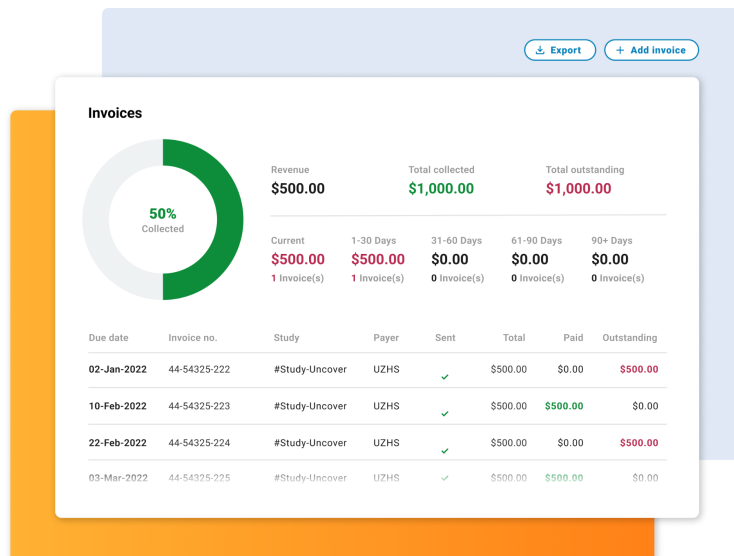 Export + Add invoice
Invoices
50%
Collected
Revenue Total collected Total outstanding
$500.00 $1,000.00 $1,000.00
Current 1-30 Days 31-60 Days 61-90 Days 90+ Days
$500.00 $500.00 $0.00 $0.00 $0.00
1 Invoice(s) 1 Invoice(s) 0 Invoice(s) 0 Invoice(s) 0 Invoice(s)
Due date Invoice no. Study Payer Sent Total Paid Outstanding
02-Jan-2022 44-54325-222 #Study-Uncover UZHS $500.00 $0.00 $500.00
10-Feb-2022 44-54325-223 #Study-Uncover UZHS $500.00 $500.00 $0.00
22-Feb-2022 44-54325-224 #Study-Uncover UZHS $500.00 $0.00 $500.00
03-Mar-2022 44-54325-225 #Study-Uncover UZHS $500.00 $500.00 $0.00